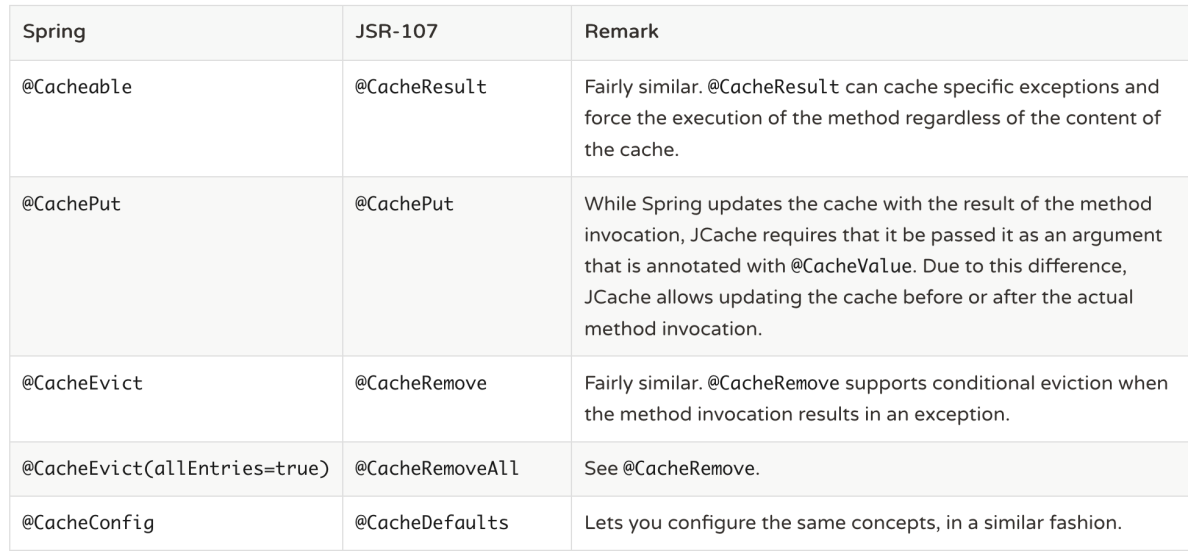 Spring JSR-107 Remark
@Cacheable @CacheResult Fairly similar. @CacheResult can cache specific exceptions and
force the execution of the method regardless of the content of
the cache.
@CachePut @CachePut While Spring updates the cache with the result of the method
invocation, JCache requires that it be passed it as an argument
that is annotated with @CacheValue. Due to this difference,
JCache allows updating the cache before or after the actual
method invocation.
@CacheEvict @CacheRemove Fairly similar. @CacheRemove supports conditional eviction when
the method invocation results in an exception.
@CacheEvict(allEntries=true) @CacheRemoveAll See @CacheRemove.
@CacheConfig @CacheDefaults Lets you configure the same concepts, in a similar fashion.